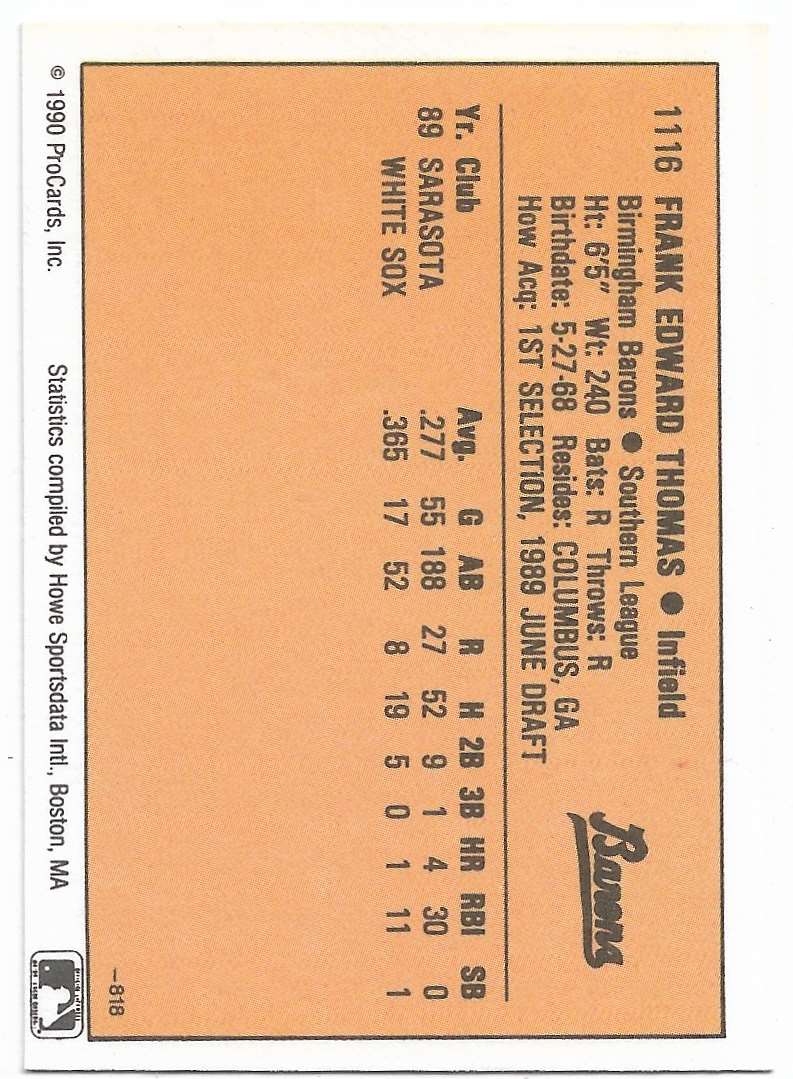 1116 FRANK EDWARD THOMAS ● Infield
Birmingham Barons ● Southern League
Ht: 6'5" Wt: 240 Bats: R Throws: R
Birthdate: 5-27-68 Resides: COLUMBUS, GA
How Acq: 1ST SELECTION, 1989 JUNE DRAFT
Barons
Yr. Club Avg. G AB R H 2B 3B HR RBI SB
89 SARASOTA .277 55 188 27 52 9 1 4 30 0
WHITE SOX .365 17 52 8 19 5 0 1 11 1
–818
© 1990 ProCards, Inc. Statistics compiled by Howe Sportsdata Intl., Boston, MA